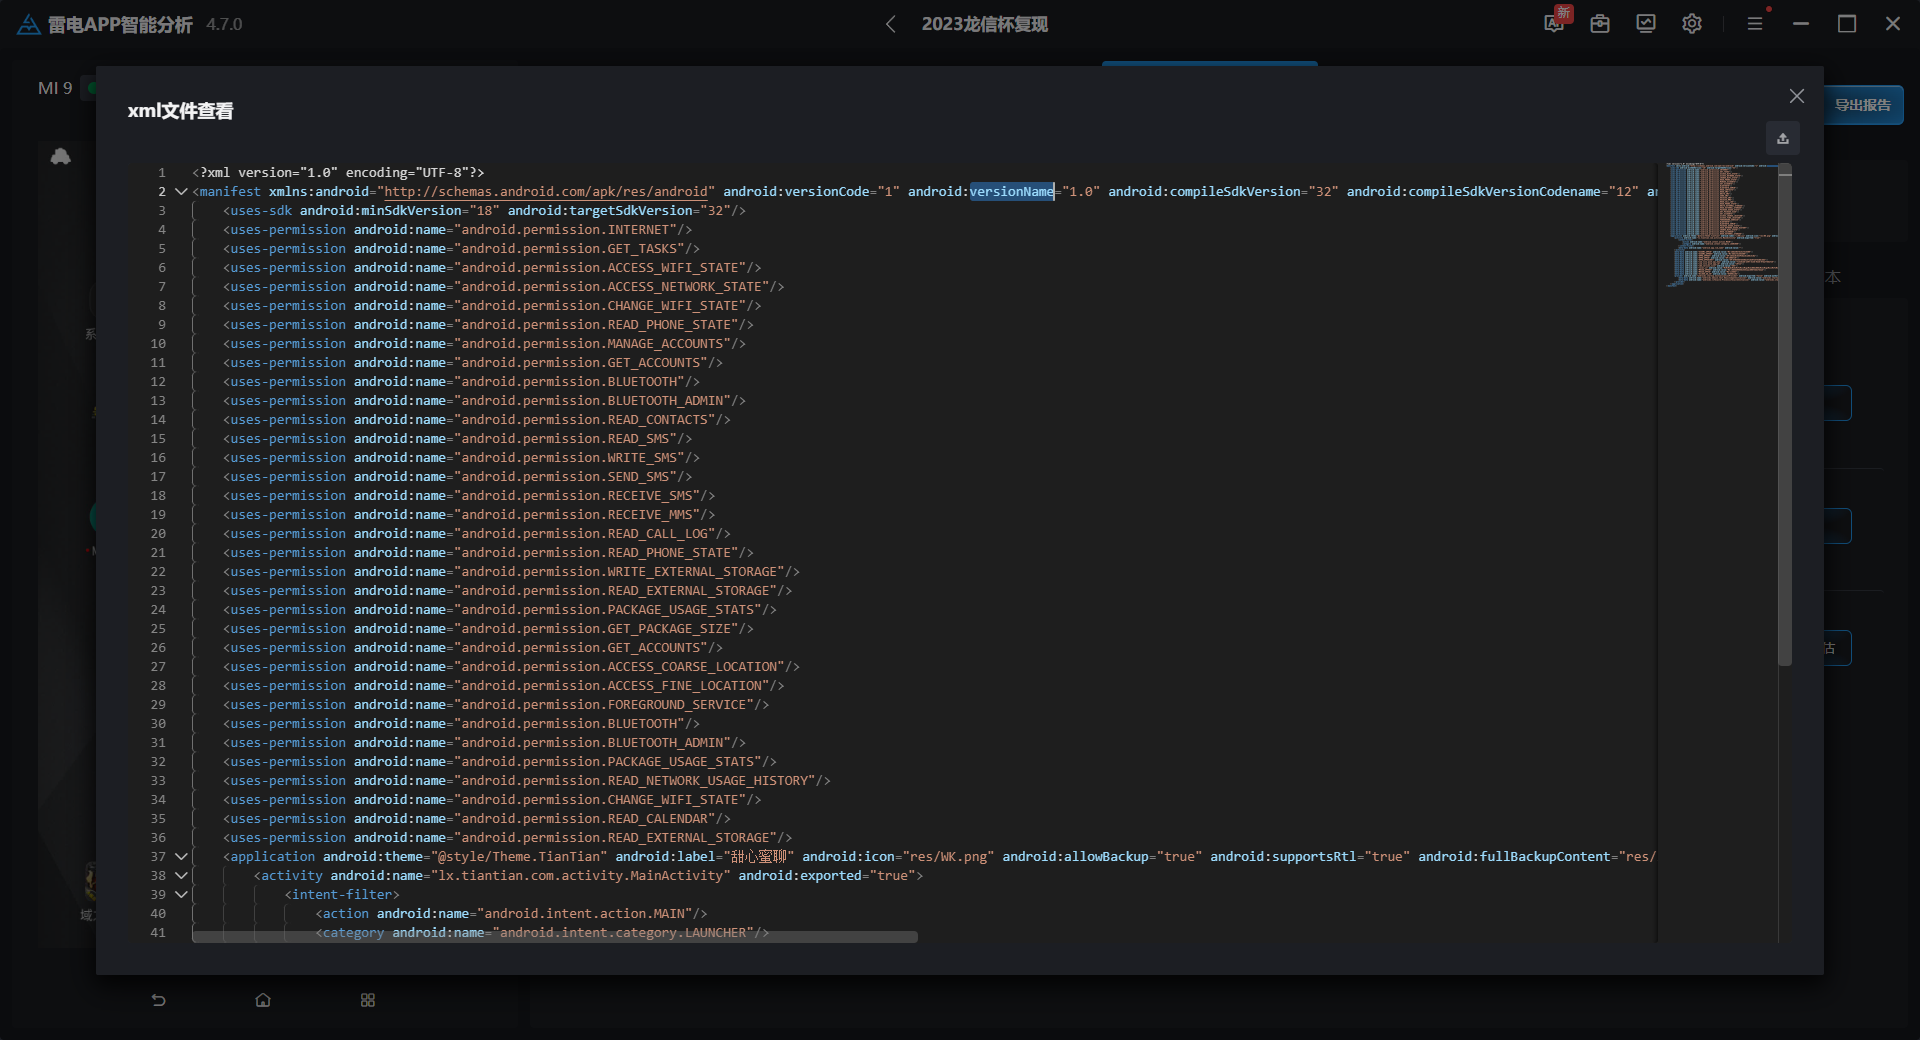 雷电APP智能分析 4.7.0
2023龙信杯复现
新
MI 9
导出报告
xml文件查看
1 <?xml version="1.0" encoding="UTF-8"?>
2 <manifest xmlns:android="http://schemas.android.com/apk/res/android" android:versionCode="1" android:versionName="1.0" android:compileSdkVersion="32" android:compileSdkVersionCodename="12" a
3 <uses-sdk android:minSdkVersion="18" android:targetSdkVersion="32"/>
4 <uses-permission android:name="android.permission.INTERNET"/>
5 <uses-permission android:name="android.permission.GET_TASKS"/>
6 <uses-permission android:name="android.permission.ACCESS_WIFI_STATE"/>
7 <uses-permission android:name="android.permission.ACCESS_NETWORK_STATE"/>
8 <uses-permission android:name="android.permission.CHANGE_WIFI_STATE"/>
9 <uses-permission android:name="android.permission.READ_PHONE_STATE"/>
10 <uses-permission android:name="android.permission.MANAGE_ACCOUNTS"/>
11 <uses-permission android:name="android.permission.GET_ACCOUNTS"/>
12 <uses-permission android:name="android.permission.BLUETOOTH"/>
13 <uses-permission android:name="android.permission.BLUETOOTH_ADMIN"/>
14 <uses-permission android:name="android.permission.READ_CONTACTS"/>
15 <uses-permission android:name="android.permission.READ_SMS"/>
16 <uses-permission android:name="android.permission.WRITE_SMS"/>
17 <uses-permission android:name="android.permission.SEND_SMS"/>
18 <uses-permission android:name="android.permission.RECEIVE_SMS"/>
19 <uses-permission android:name="android.permission.RECEIVE_MMS"/>
20 <uses-permission android:name="android.permission.READ_CALL_LOG"/>
21 <uses-permission android:name="android.permission.READ_PHONE_STATE"/>
22 <uses-permission android:name="android.permission.WRITE_EXTERNAL_STORAGE"/>
23 <uses-permission android:name="android.permission.READ_EXTERNAL_STORAGE"/>
24 <uses-permission android:name="android.permission.PACKAGE_USAGE_STATS"/>
25 <uses-permission android:name="android.permission.GET_PACKAGE_SIZE"/>
26 <uses-permission android:name="android.permission.GET_ACCOUNTS"/>
27 <uses-permission android:name="android.permission.ACCESS_COARSE_LOCATION"/>
28 <uses-permission android:name="android.permission.ACCESS_FINE_LOCATION"/>
29 <uses-permission android:name="android.permission.FOREGROUND_SERVICE"/>
30 <uses-permission android:name="android.permission.BLUETOOTH"/>
31 <uses-permission android:name="android.permission.BLUETOOTH_ADMIN"/>
32 <uses-permission android:name="android.permission.PACKAGE_USAGE_STATS"/>
33 <uses-permission android:name="android.permission.READ_NETWORK_USAGE_HISTORY"/>
34 <uses-permission android:name="android.permission.CHANGE_WIFI_STATE"/>
35 <uses-permission android:name="android.permission.READ_CALENDAR"/>
36 <uses-permission android:name="android.permission.READ_EXTERNAL_STORAGE"/>
37 <application android:theme="@style/Theme.TianTian" android:label="甜心蜜聊" android:icon="res/WK.png" android:allowBackup="true" android:supportsRtl="true" android:fullBackupContent="res/
38 <activity android:name="lx.tiantian.com.activity.MainActivity" android:exported="true">
39 <intent-filter>
40 <action android:name="android.intent.action.MAIN"/>
41 <category android:name="android.intent.category.LAUNCHER"/>
本
估
系
域